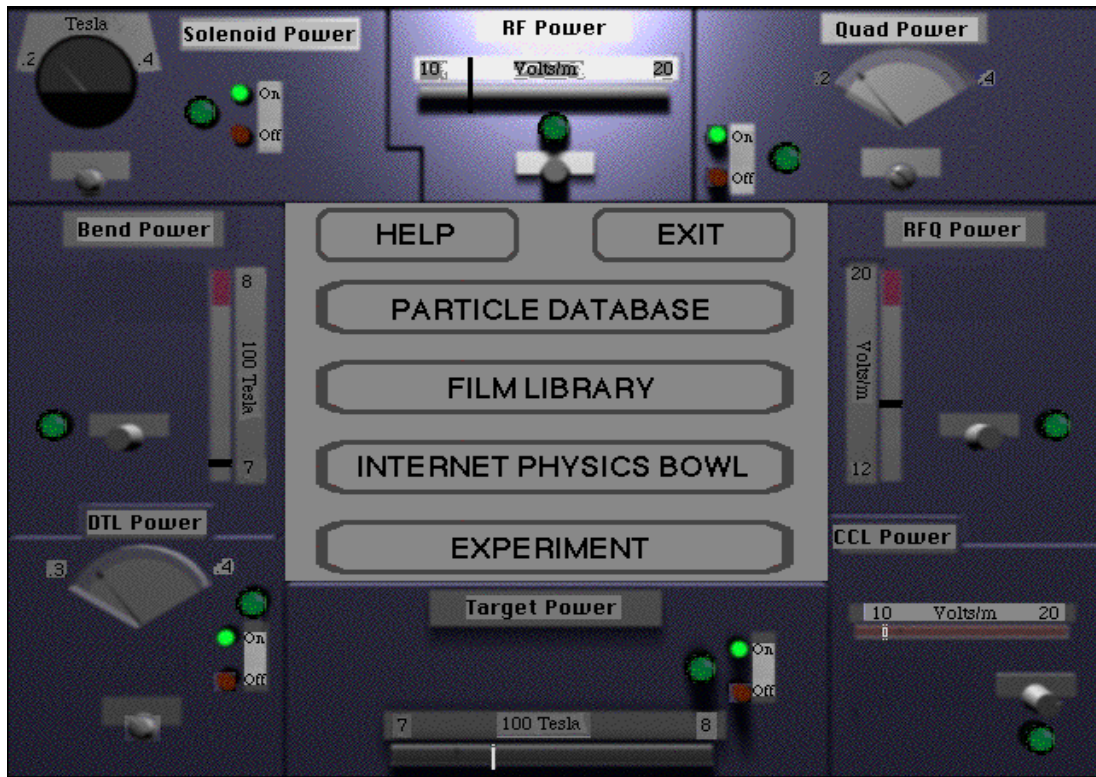 Tesla
.2
.4
Solenoid Power
On
Off
RF Power
10 Volts/m 20
Quad Power
.2
.4
On
Off
Bend Power
8
100 Tesla
7
HELP
EXIT
PARTICLE DATABASE
FILM LIBRARY
INTERNET PHYSICS BOWL
EXPERIMENT
RFQ Power
20
Volts/m
12
DTL Power
.3
.4
On
Off
Target Power
On
Off
7 100 Tesla 8
CCL Power
10 Volts/m 20